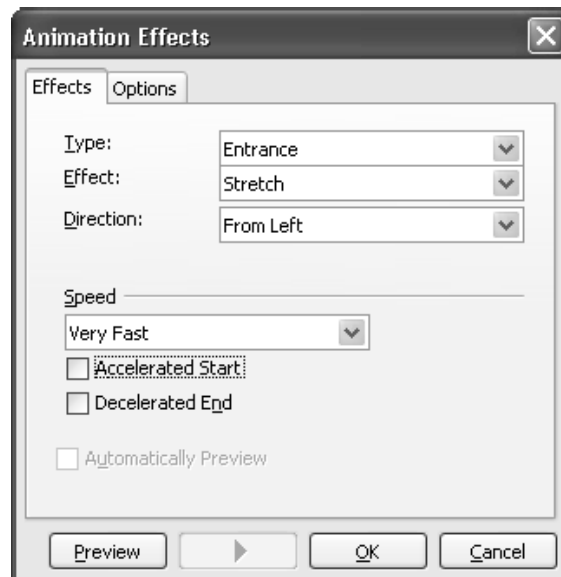 Animation Effects
Effects Options
Type: Entrance
Effect: Stretch
Direction: From Left
Speed
Very Fast
Accelerated Start
Decelerated End
Automatically Preview
Preview OK Cancel